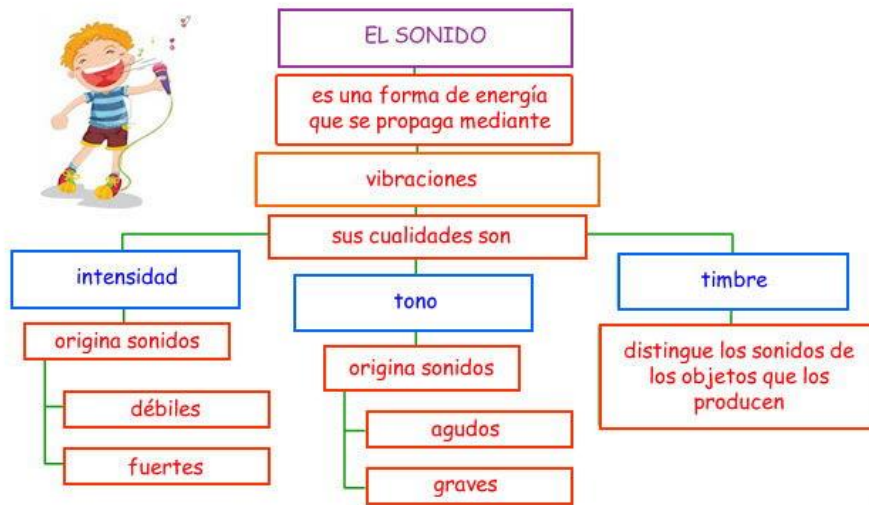 EL SONIDO
es una forma de energía
que se propaga mediante
vibraciones
sus cualidades son
intensidad
origina sonidos
débiles
fuertes
tono
origina sonidos
agudos
graves
timbre
distingue los sonidos de
los objetos que los
producen